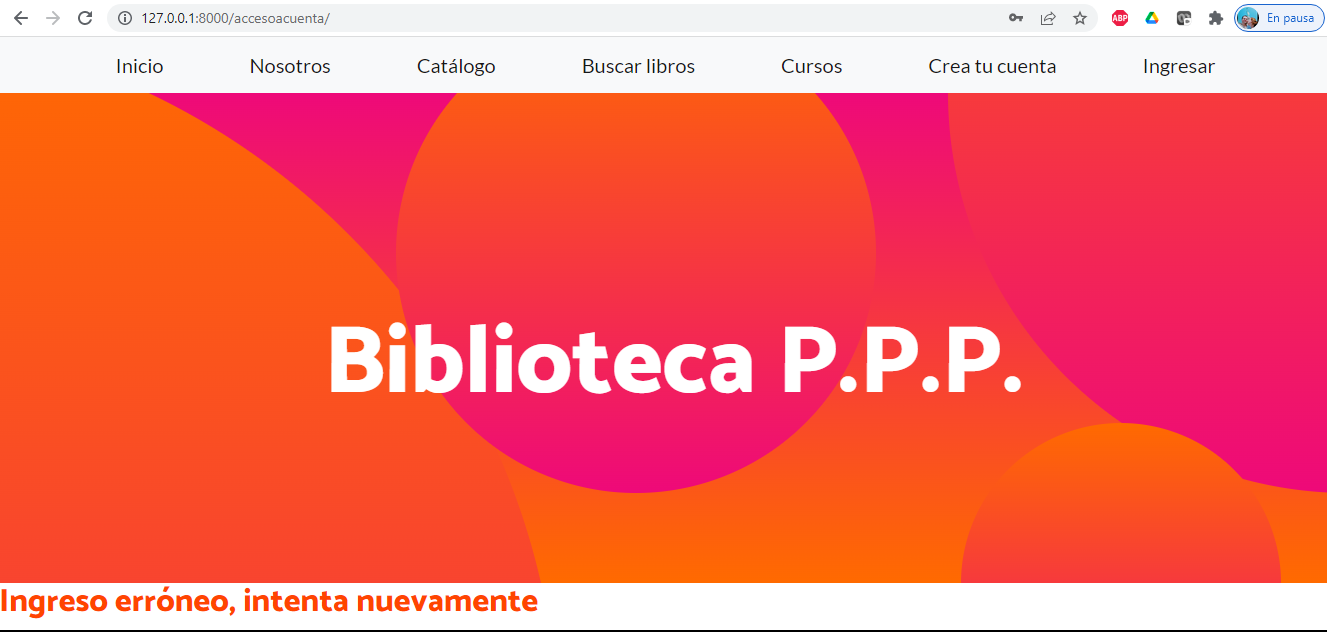 127.0.0.1:8000/accesoacuenta/
ABP
En pausa
Inicio
Nosotros
Catálogo
Buscar libros
Cursos
Crea tu cuenta
Ingresar
Biblioteca P.P.P.
Ingreso erróneo, intenta nuevamente